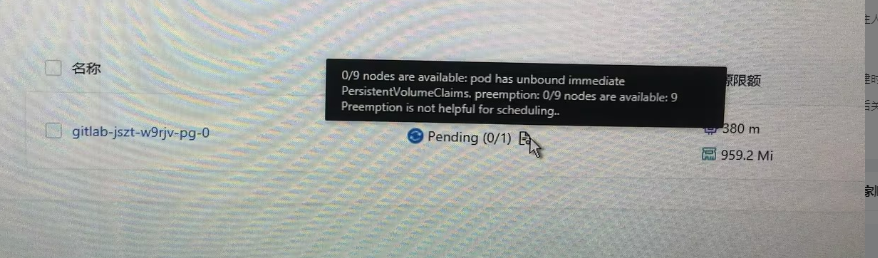 名称
0/9 nodes are available: pod has unbound immediate
PersistentVolumeClaims. preemption: 0/9 nodes are available: 9
Preemption is not helpful for scheduling..
限额
gitlab-jszt-w9rjv-pg-0
Pending (0/1)
380 m
959.2 Mi